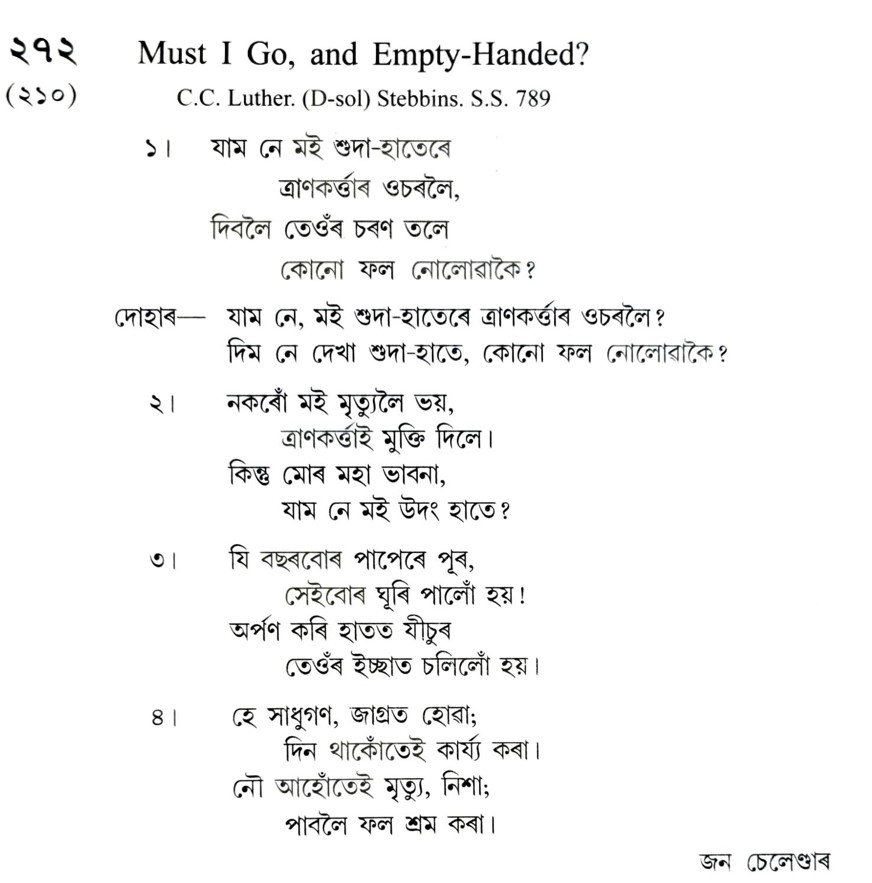 ২৭২ Must I Go, and Empty-Handed?
(২১০) C.C. Luther. (D-sol) Stebbins. S.S. 789
১। যাম নে মই শুদা-হাতেৰে
ত্ৰাণকৰ্ত্তাৰ ওচৰলৈ,
দিবলৈ তেওঁৰ চৰণ তলে
কোনো ফল নোলোৱাকৈ?
দোহাৰ— যাম নে, মই শুদা-হাতেৰে ত্ৰাণকৰ্ত্তাৰ ওচৰলৈ?
দিম নে দেখা শুদা-হাতে, কোনো ফল নোলোৱাকৈ?
২। নকৰোঁ মই মৃত্যুলৈ ভয়,
ত্ৰাণকৰ্ত্তাই মুক্তি দিলে।
কিন্তু মোৰ মহা ভাবনা,
যাম নে মই উদং হাতে?
৩। যি বছৰবোৰ পাপেৰে পূৰ,
সেইবোৰ ঘূৰি পালোঁ হয়!
অৰ্পণ কৰি হাতত যীচুৰ
তেওঁৰ ইচ্ছাত চলিলোঁ হয়।
৪। হে সাধুগণ, জাগ্ৰত হোৱা;
দিন থাকোঁতেই কাৰ্য্য কৰা।
নৌ আহোঁতেই মৃত্যু, নিশা;
পাবলৈ ফল শ্ৰম কৰা।
জন চেলেণ্ডাৰ